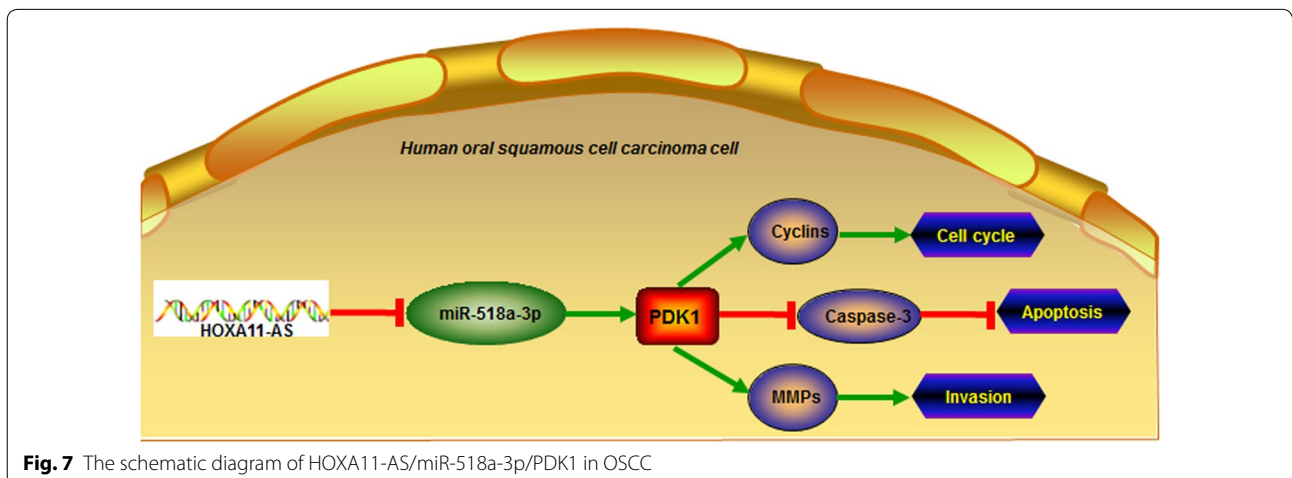 Human oral squamous cell carcinoma cell
Cyclins
Cell cycle
HOXA11-AS
miR-518a-3p
PDK1
Caspase-3
Apoptosis
MMPs
Invasion
Fig. 7 The schematic diagram of HOXA11-AS/miR-518a-3p/PDK1 in OSCC